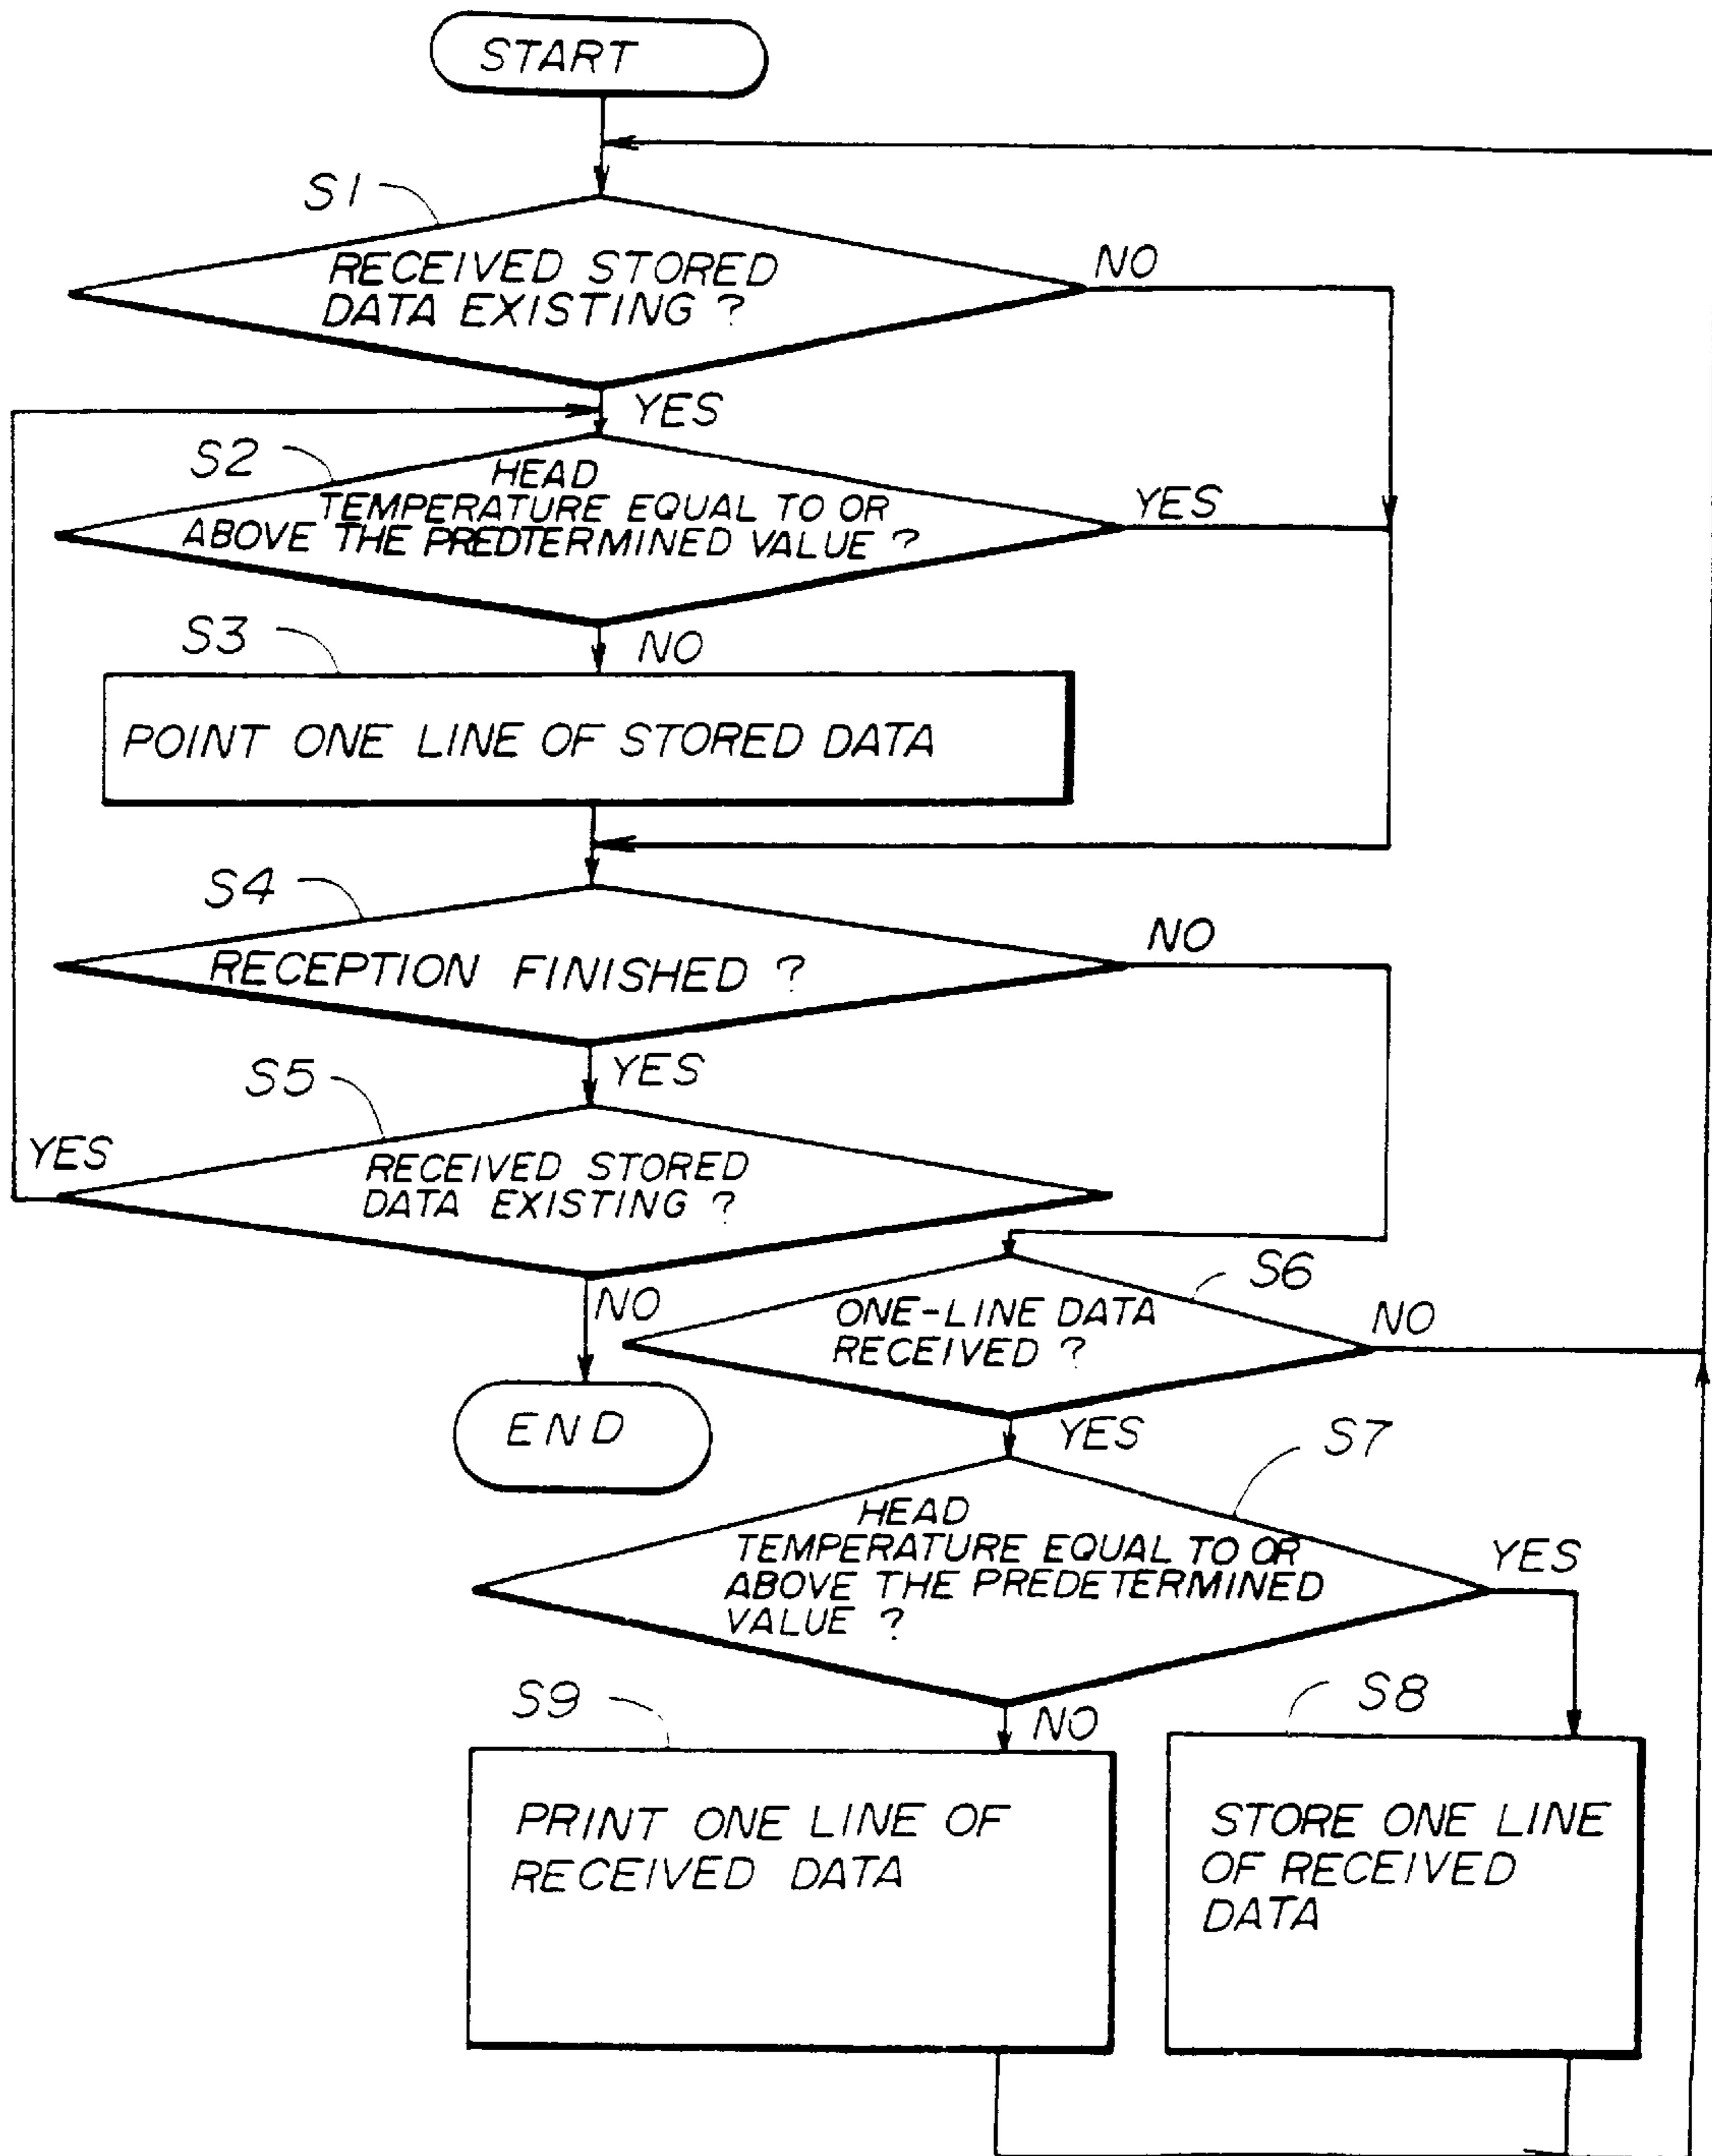 START
S1
RECEIVED STORED
DATA EXISTING ?
NO
YES
S2
HEAD
TEMPERATURE EQUAL TO OR
ABOVE THE PREDTERMINED VALUE ?
YES
NO
S3
POINT ONE LINE OF STORED DATA
S4
RECEPTION FINISHED ?
NO
YES
S5
RECEIVED STORED
DATA EXISTING ?
YES
NO
END
S6
ONE-LINE DATA
RECEIVED ?
NO
YES
S7
HEAD
TEMPERATURE EQUAL TO OR
ABOVE THE PREDETERMINED
VALUE ?
YES
NO
S9
PRINT ONE LINE OF
RECEIVED DATA
S8
STORE ONE LINE
OF RECEIVED
DATA